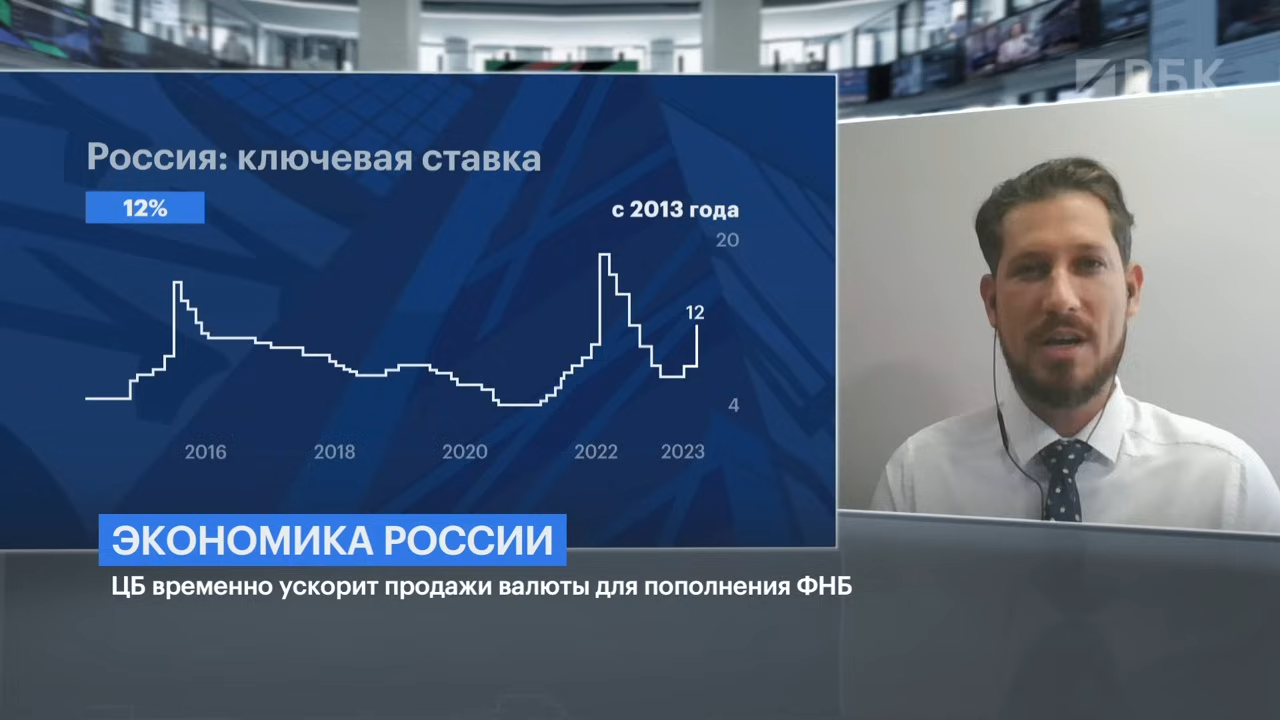 РБК
Россия: ключевая ставка
12%
с 2013 года
20
12
4
2016 2018 2020 2022 2023
ЭКОНОМИКА РОССИИ
ЦБ временно ускорит продажи валюты для пополнения ФНБ